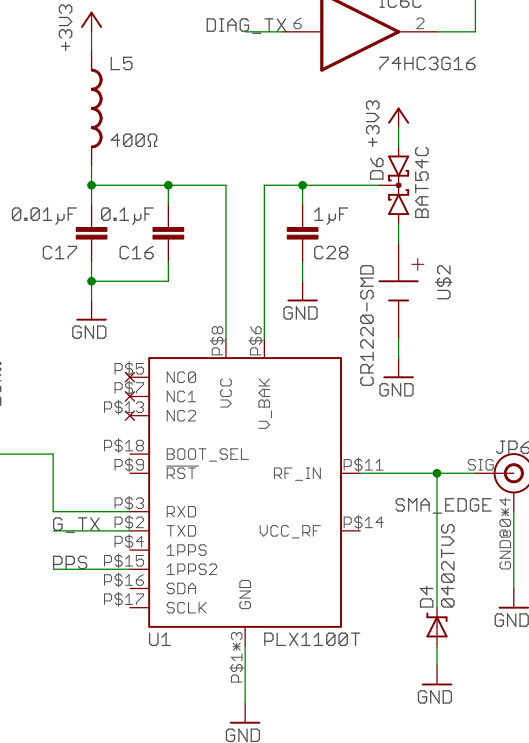 IC6C
DIAG_TX 6
2
74HC3G16
+3V3
L5
400Ω
+3V3
D6
BAT54C
0.01µF
0.1µF
C17
C16
1µF
C28
GND
GND
CR1220-SMD
+
U$2
GND
P$8
P$6
P$5
NC0
P$7
NC1
P$13
NC2
VCC
V_BAK
P$18
BOOT_SEL
P$9
RST
RF_IN
P$11
SIG
JP6
SMA_EDGE
GND@0*4
P$3
RXD
G_TX
P$2
TXD
VCC_RF
P$14
P$4
1PPS
PPS
P$15
1PPS2
P$16
SDA
P$17
SCLK
GND
D4
0402TVS
U1
PLX1100T
P$1*3
GND
GND
GND